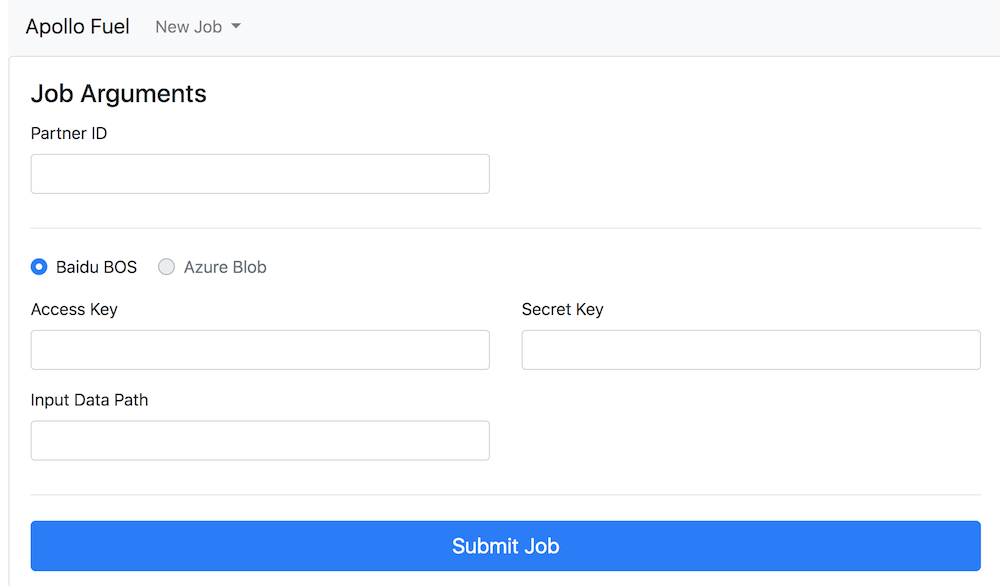 Apollo Fuel New Job
Job Arguments
Partner ID
Baidu BOS Azure Blob
Access Key Secret Key
Input Data Path
Submit Job